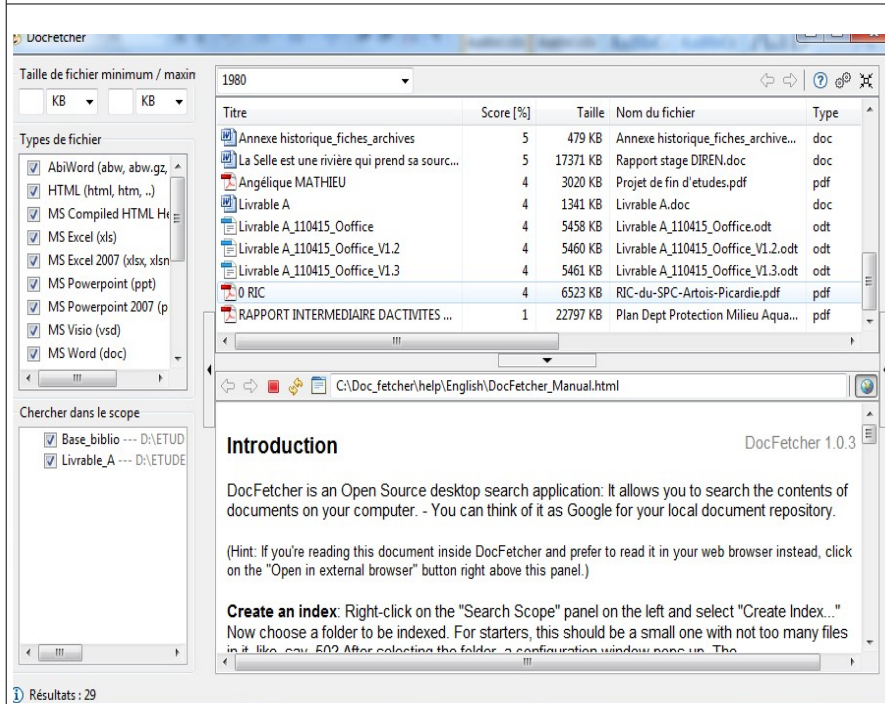 DocFetcher
Taille de fichier minimum / maxin
KB KB
Types de fichier
AbiWord (abw, abw.gz,
HTML (html, htm, ..)
MS Compiled HTML He
MS Excel (xls)
MS Excel 2007 (xlsx, xlsn
MS Powerpoint (ppt)
MS Powerpoint 2007 (p
MS Visio (vsd)
MS Word (doc)
Chercher dans le scope
Base_biblio --- D:\ETUD
Livrable_A --- D:\ETUDE
1980
Titre Score [%] Taille Nom du fichier Type
Annexe historique_fiches_archives 5 479 KB Annexe historique_fiches_archive... doc
La Selle est une rivière qui prend sa sourc... 5 17371 KB Rapport stage DIREN.doc doc
Angélique MATHIEU 4 3020 KB Projet de fin d'etudes.pdf pdf
Livrable A 4 1341 KB Livrable A.doc doc
Livrable A_110415_Ooffice 4 5458 KB Livrable A_110415_Ooffice.odt odt
Livrable A_110415_Ooffice_V1.2 4 5460 KB Livrable A_110415_Ooffice_V1.2.odt odt
Livrable A_110415_Ooffice_V1.3 4 5461 KB Livrable A_110415_Ooffice_V1.3.odt odt
0 RIC 4 6523 KB RIC-du-SPC-Artois-Picardie.pdf pdf
RAPPORT INTERMEDIAIRE DACTIVITES ... 1 22797 KB Plan Dept Protection Milieu Aqua... pdf
C:\Doc_fetcher\help\English\DocFetcher_Manual.html
Introduction DocFetcher 1.0.3
DocFetcher is an Open Source desktop search application: It allows you to search the contents of
documents on your computer. - You can think of it as Google for your local document repository.
(Hint: If you're reading this document inside DocFetcher and prefer to read it in your web browser instead, click
on the "Open in external browser" button right above this panel.)
Create an index: Right-click on the "Search Scope" panel on the left and select "Create Index..."
Now choose a folder to be indexed. For starters, this should be a small one with not too many files
in it, like, say, 50? After selecting the folder, a configuration window pops up. The
Résultats : 29